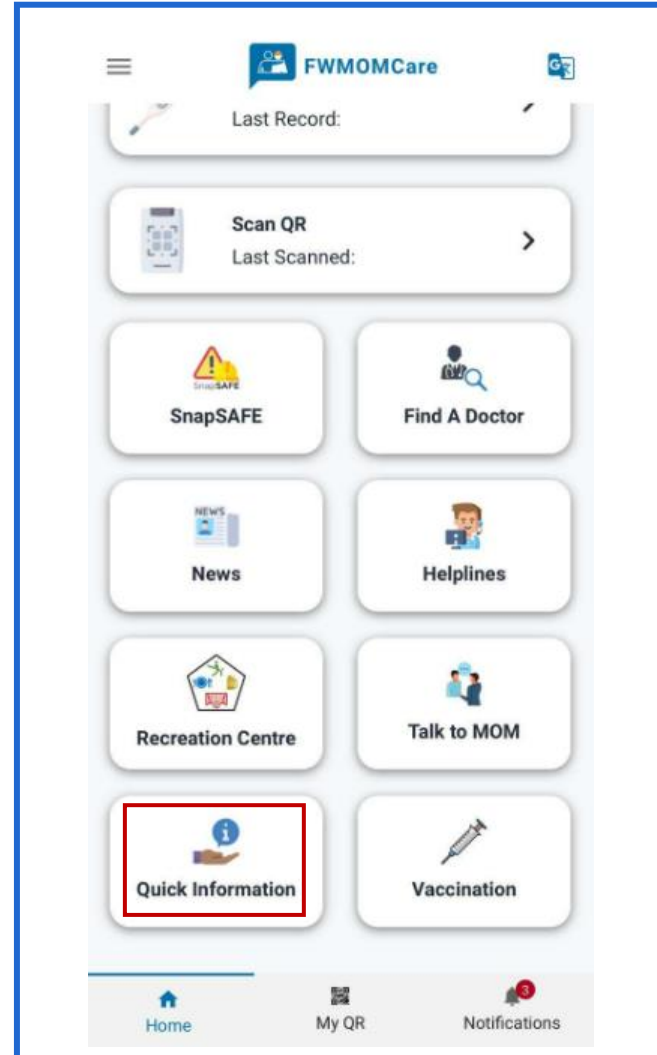 FWMOMCare
Last Record:
Scan QR
Last Scanned:
SnapSAFE
SnapSAFE
Find A Doctor
NEWS
News
Helplines
Recreation Centre
Talk to MOM
Quick Information
Vaccination
3
Home
My QR
Notifications